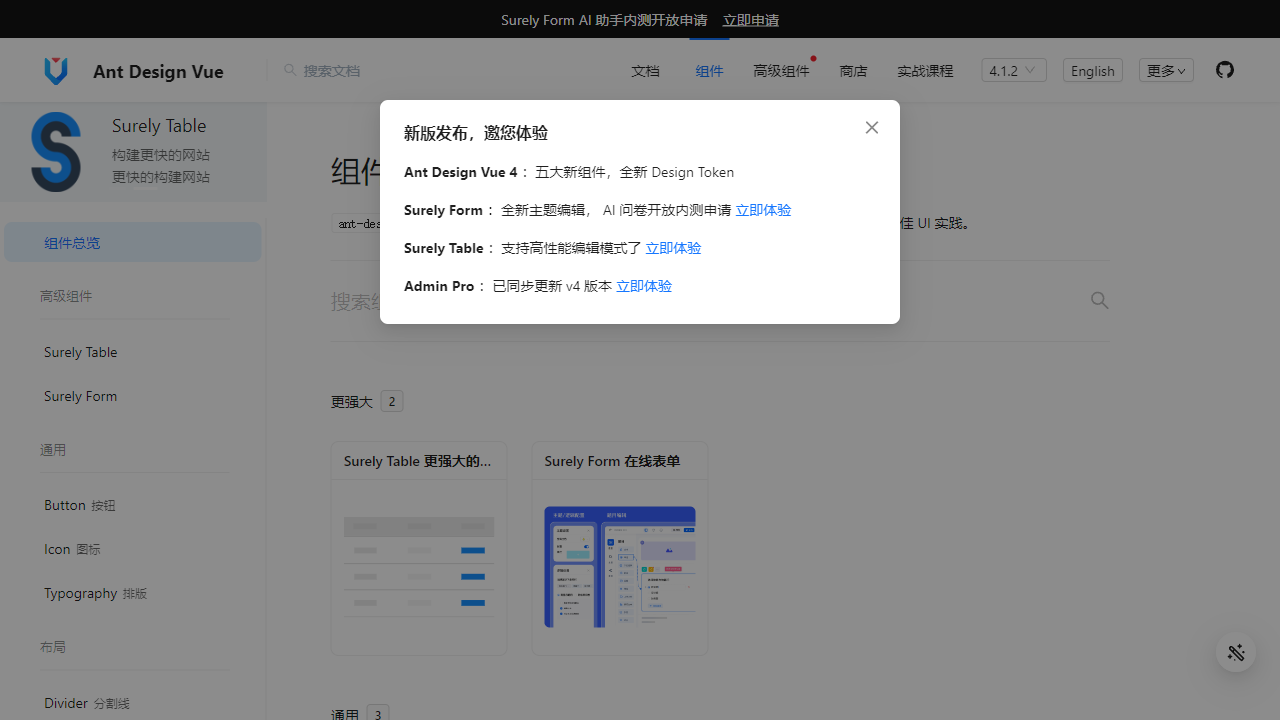 Surely Form AI 助手内测开放申请 立即申请
Ant Design Vue
搜索文档
文档
组件
高级组件
商店
实战课程
4.1.2
English
更多
Surely Table
构建更快的网站
更快的构建网站
组件总览
高级组件
Surely Table
Surely Form
通用
Button 按钮
Icon 图标
Typography 排版
布局
Divider 分割线
新版发布，邀您体验
Ant Design Vue 4 ：五大新组件，全新 Design Token
Surely Form ：全新主题编辑， AI 问卷开放内测申请 立即体验
Surely Table ：支持高性能编辑模式了 立即体验
Admin Pro ：已同步更新 v4 版本 立即体验
组件
佳 UI 实践。
更强大 2
Surely Table 更强大的...
Surely Form 在线表单
通用 3